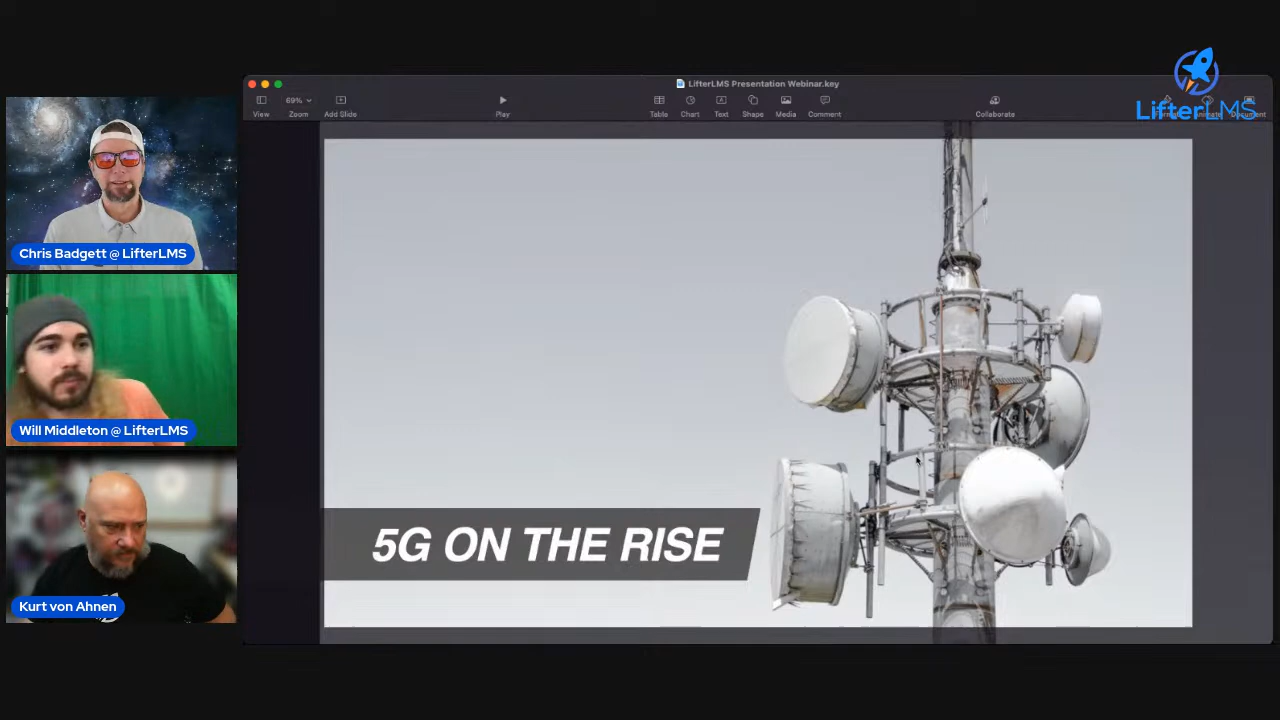 LifterLMS Presentation Webinar.key
69%
View
Zoom
Add Slide
Play
Table
Chart
Text
Shape
Media
Comment
Collaborate
LifterLMS
Document
Chris Badgett @ LifterLMS
Will Middleton @ LifterLMS
Kurt von Ahnen
5G ON THE RISE